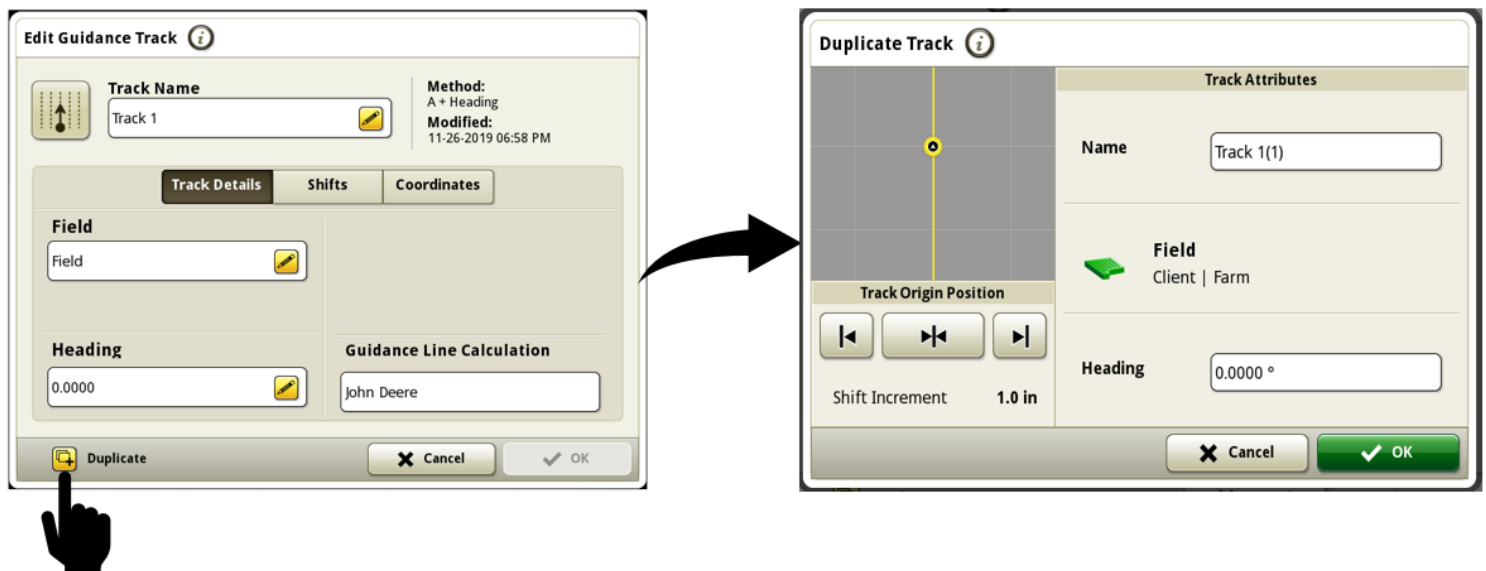 Edit Guidance Track
Track Name
Track 1
Method:
A + Heading
Modified:
11-26-2019 06:58 PM
Track Details
Shifts
Coordinates
Field
Field
Heading
0.0000
Guidance Line Calculation
John Deere
Duplicate
Cancel
OK
Duplicate Track
Track Origin Position
Shift Increment 1.0 in
Track Attributes
Name
Track 1(1)
Field
Client | Farm
Heading
0.0000 °
Cancel
OK